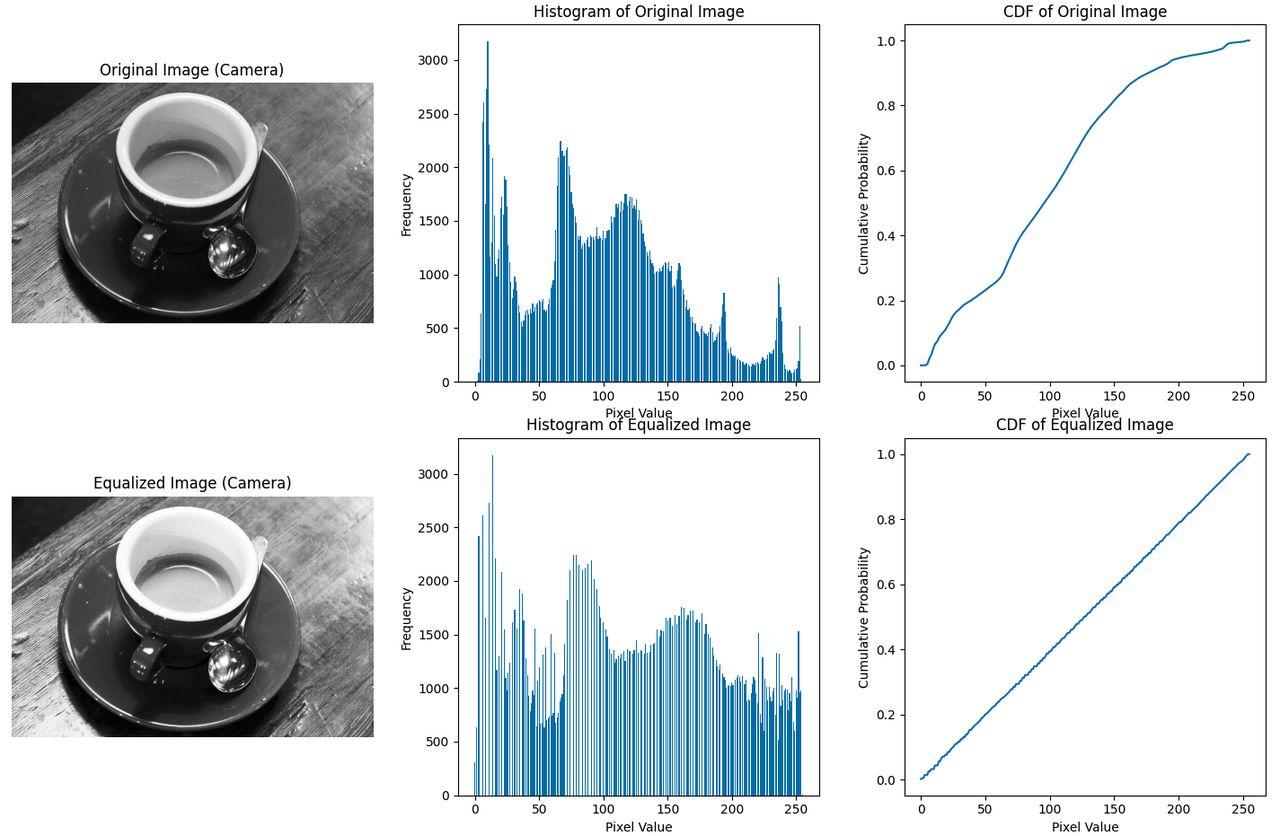 Original Image (Camera)
Histogram of Original Image
Frequency
3000
2500
2000
1500
1000
500
0
0 50 100 150 200 250
Pixel Value
CDF of Original Image
Cumulative Probability
1.0
0.8
0.6
0.4
0.2
0.0
0 50 100 150 200 250
Pixel Value
Equalized Image (Camera)
Histogram of Equalized Image
Frequency
3000
2500
2000
1500
1000
500
0
0 50 100 150 200 250
Pixel Value
CDF of Equalized Image
Cumulative Probability
1.0
0.8
0.6
0.4
0.2
0.0
0 50 100 150 200 250
Pixel Value